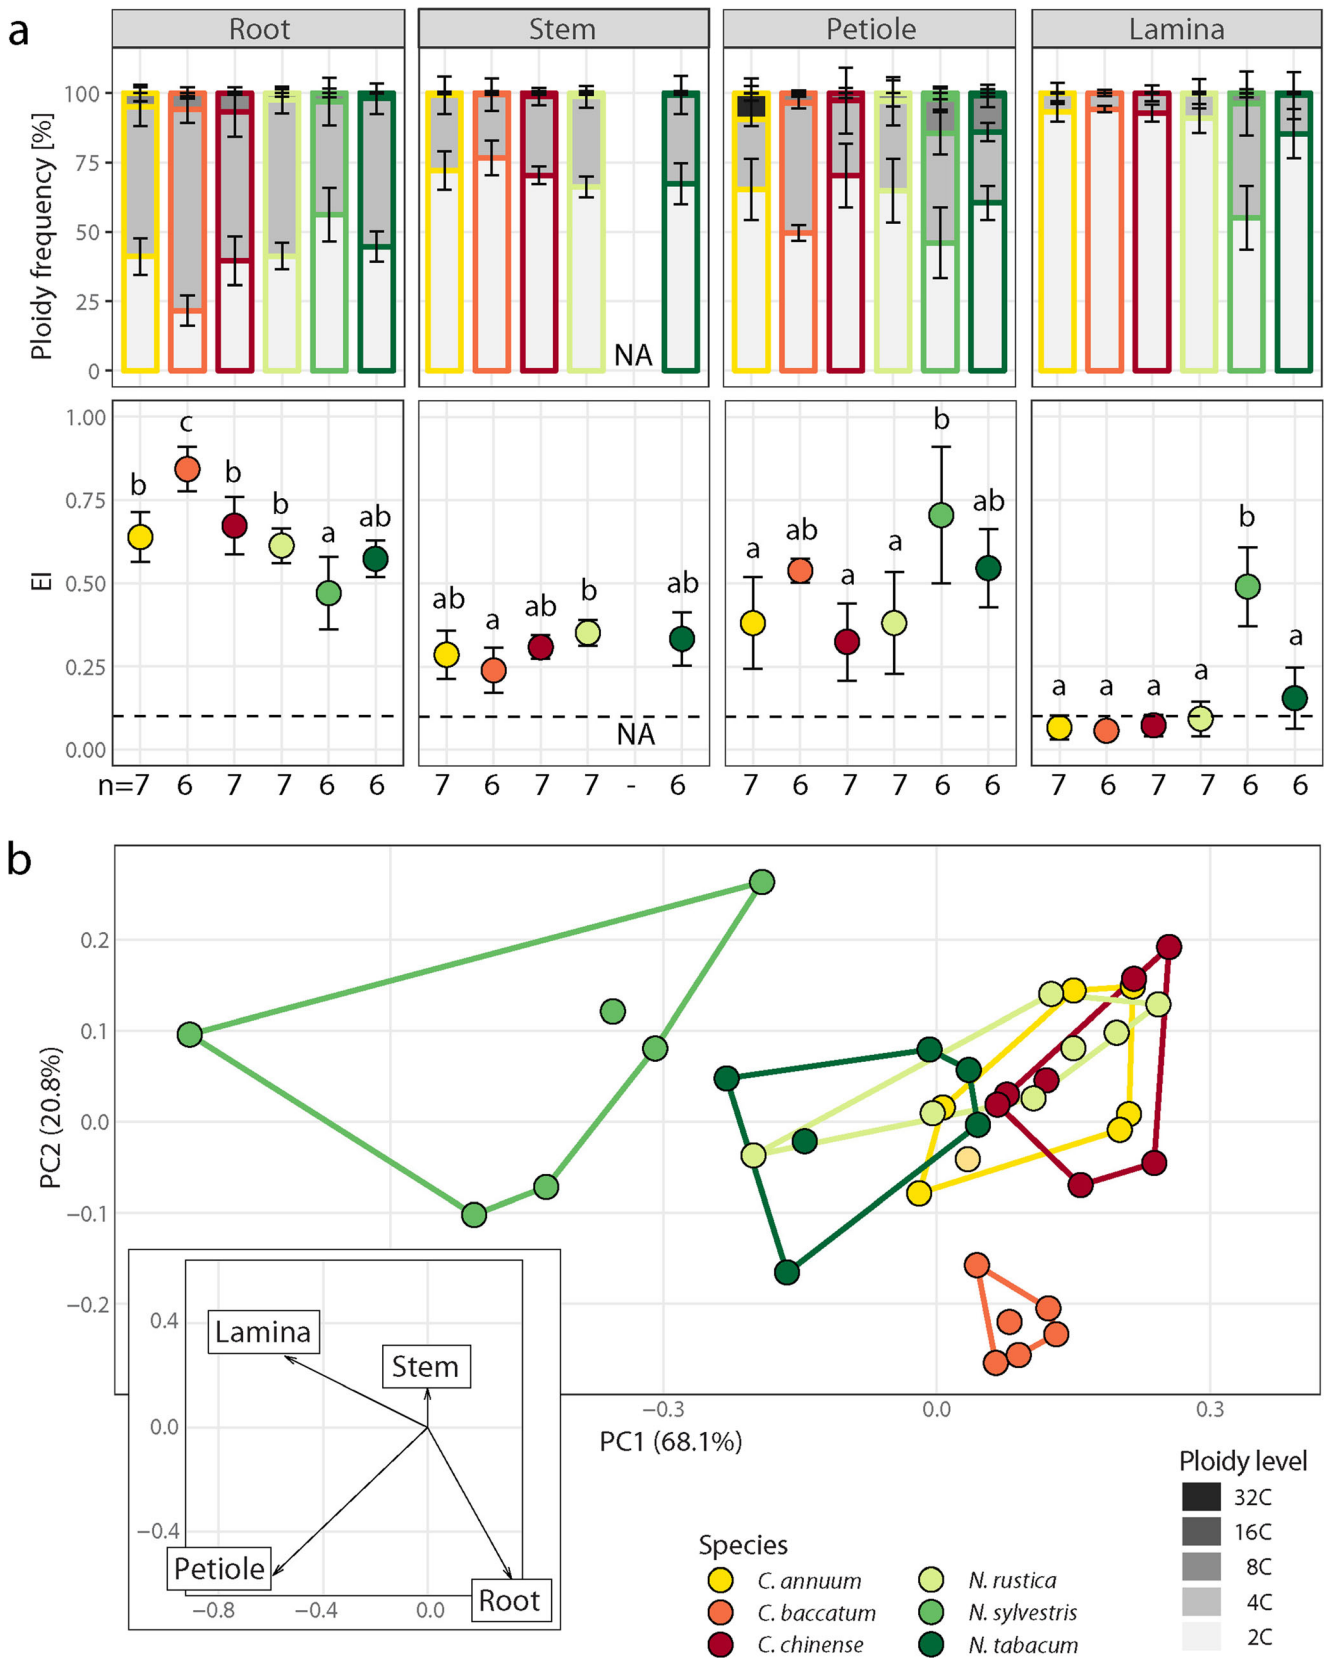 a
Root Stem Petiole Lamina
Ploidy frequency [%]
100
75
50
25
0
NA
EI
1.00
0.75
0.50
0.25
0.00
b c b b a ab
ab a ab b ab
NA
a ab a a b ab
a a a a b a
n=7 6 7 7 6 6
7 6 7 7 - 6
7 6 7 7 6 6
7 6 7 7 6 6
b
PC2 (20.8%)
0.2
0.1
0.0
−0.1
−0.2
−0.3 0.0 0.3
PC1 (68.1%)
0.4
0.0
−0.4
−0.8 −0.4 0.0
Lamina
Stem
Petiole
Root
Species
C. annuum
C. baccatum
C. chinense
N. rustica
N. sylvestris
N. tabacum
Ploidy level
32C
16C
8C
4C
2C